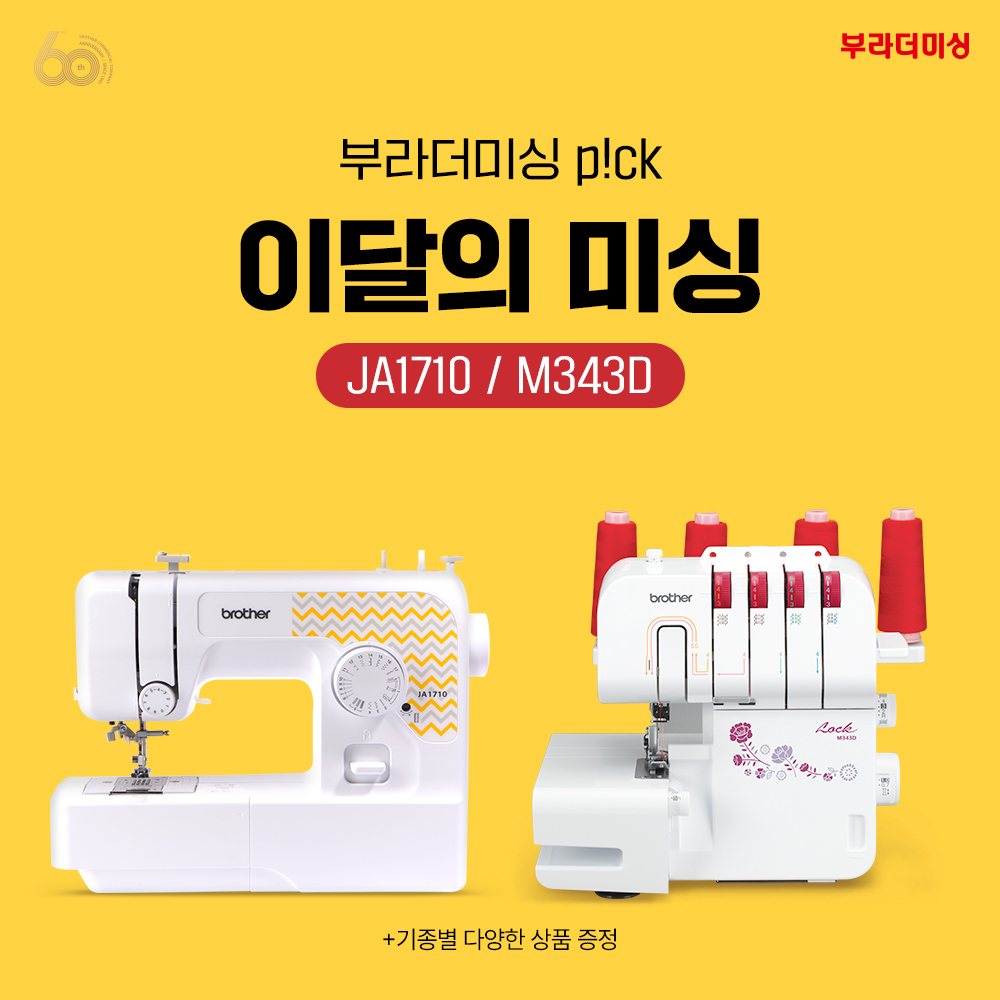 60th
부라더미싱
부라더미싱 p!ck
이달의 미싱
JA1710 / M343D
brother
JA1710
brother
Lock
M343D
+기종별 다양한 상품 증정